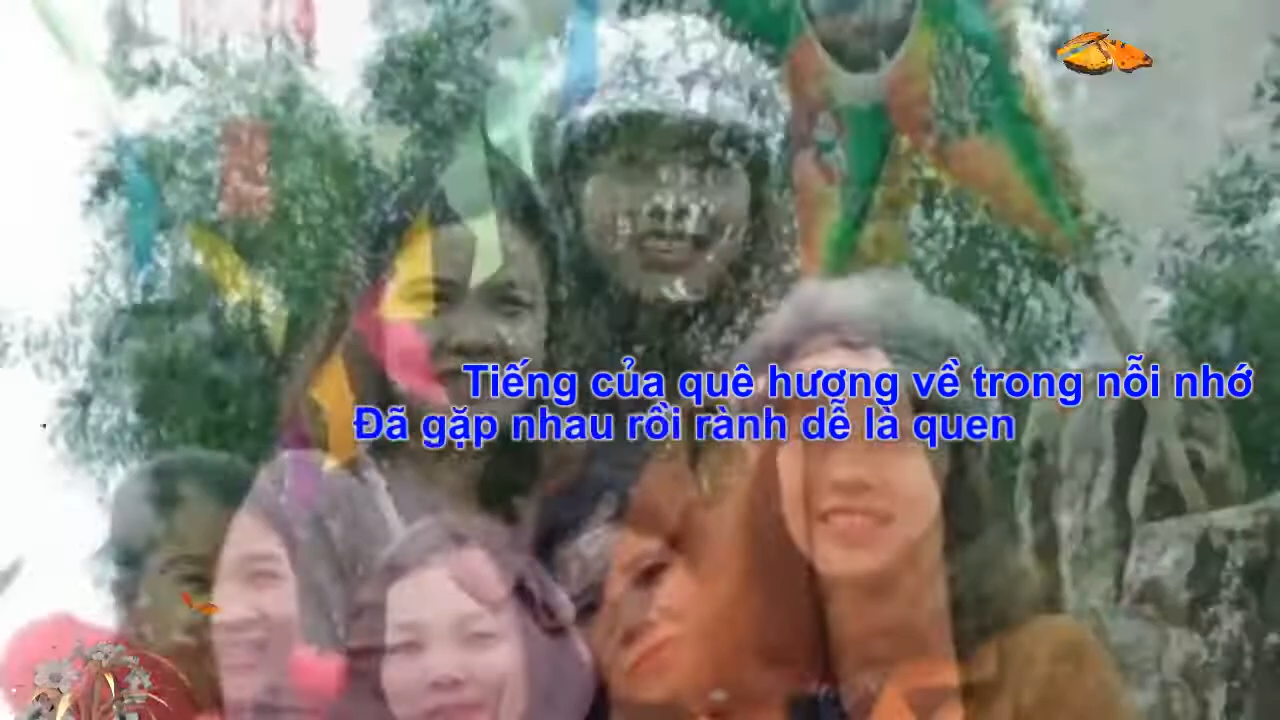 Tiếng của quê hương về trong nỗi nhớ
Đã gặp nhau rồi rành dễ là quen